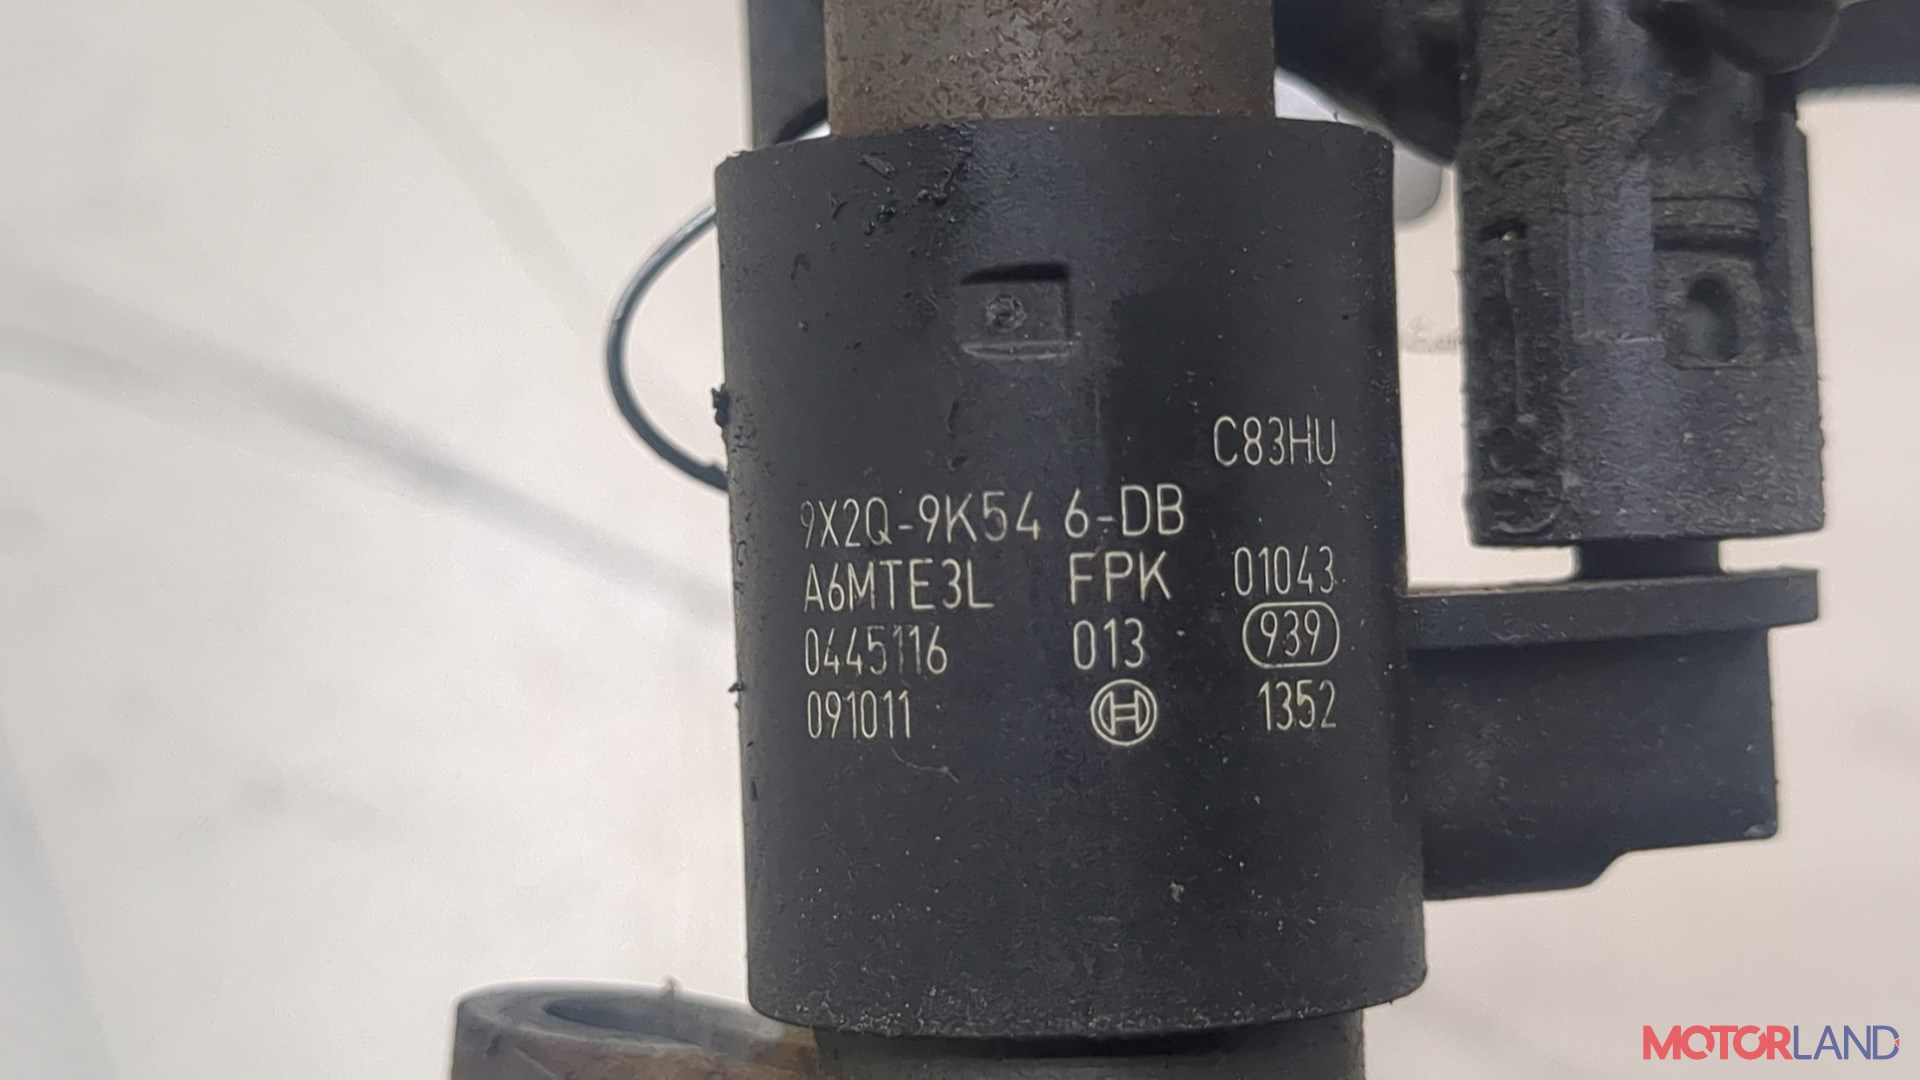 C83HU
9X2Q-9K54 6-DB
A6MTE3L FPK 01043
0445116 013 939
091011 1352
MOTORLAND